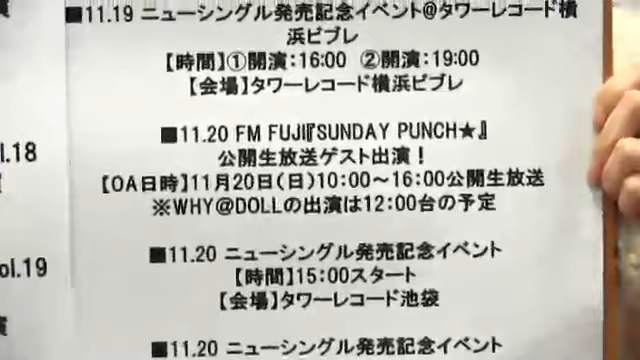 ■11.19 ニューシングル発売記念イベント@タワーレコード横
浜ビブレ
【時間】①開演：16:00 ②開演：19:00
【会場】タワーレコード横浜ビブレ
■11.20 FM FUJI『SUNDAY PUNCH★』
公開生放送ゲスト出演！
【OA日時】11月20日(日)10:00～16:00公開生放送
※WHY@DOLLの出演は12:00台の予定
■11.20 ニューシングル発売記念イベント
【時間】15:00スタート
【会場】タワーレコード池袋
■11.20 ニューシングル発売記念イベント
l.18
ol.19